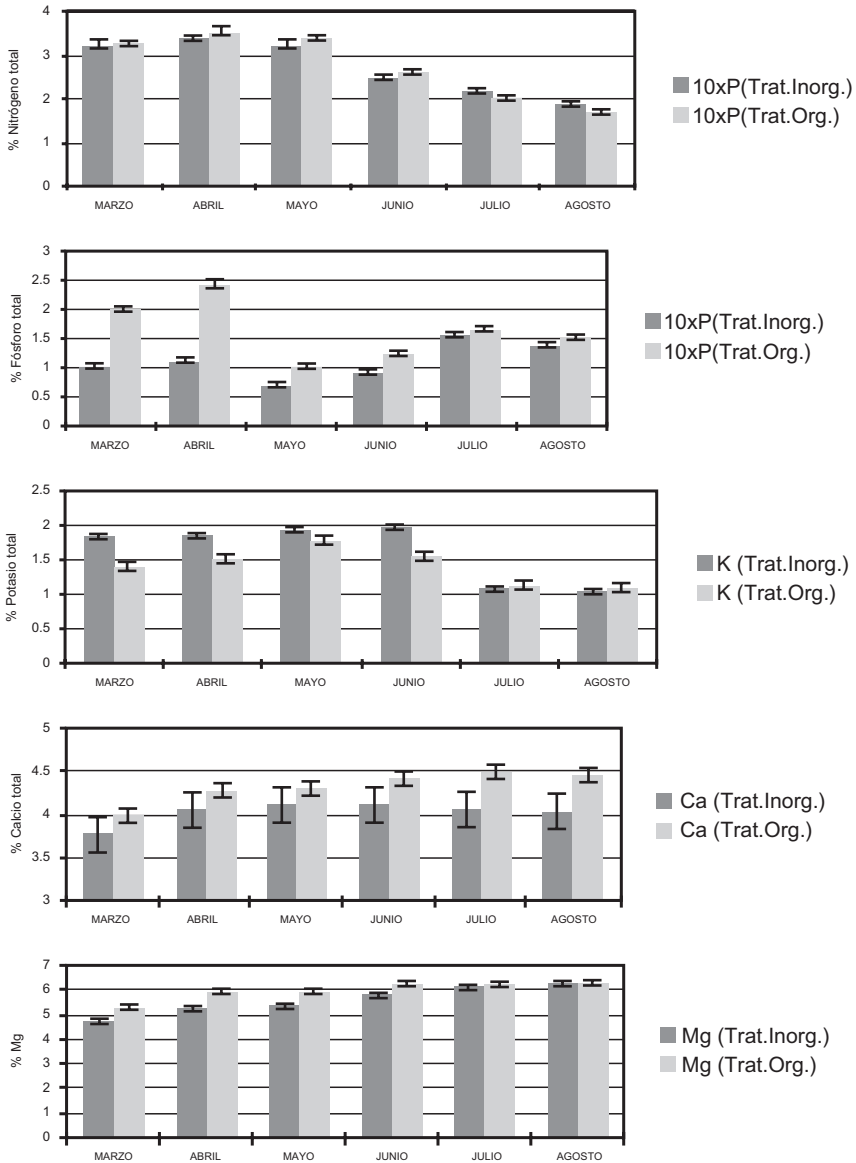 4
3
2
1
0
% Nitrógeno total
MARZO ABRIL MAYO JUNIO JULIO AGOSTO
10xP(Trat.Inorg.)
10xP(Trat.Org.)
3
2.5
2
1.5
1
0.5
0
% Fósforo total
MARZO ABRIL MAYO JUNIO JULIO AGOSTO
10xP(Trat.Inorg.)
10xP(Trat.Org.)
2.5
2
1.5
1
0.5
0
% Potasio total
MARZO ABRIL MAYO JUNIO JULIO AGOSTO
K (Trat.Inorg.)
K (Trat.Org.)
5
4.5
4
3.5
3
% Calcio total
MARZO ABRIL MAYO JUNIO JULIO AGOSTO
Ca (Trat.Inorg.)
Ca (Trat.Org.)
7
6
5
4
3
2
1
0
% Mg
MARZO ABRIL MAYO JUNIO JULIO AGOSTO
Mg (Trat.Inorg.)
Mg (Trat.Org.)